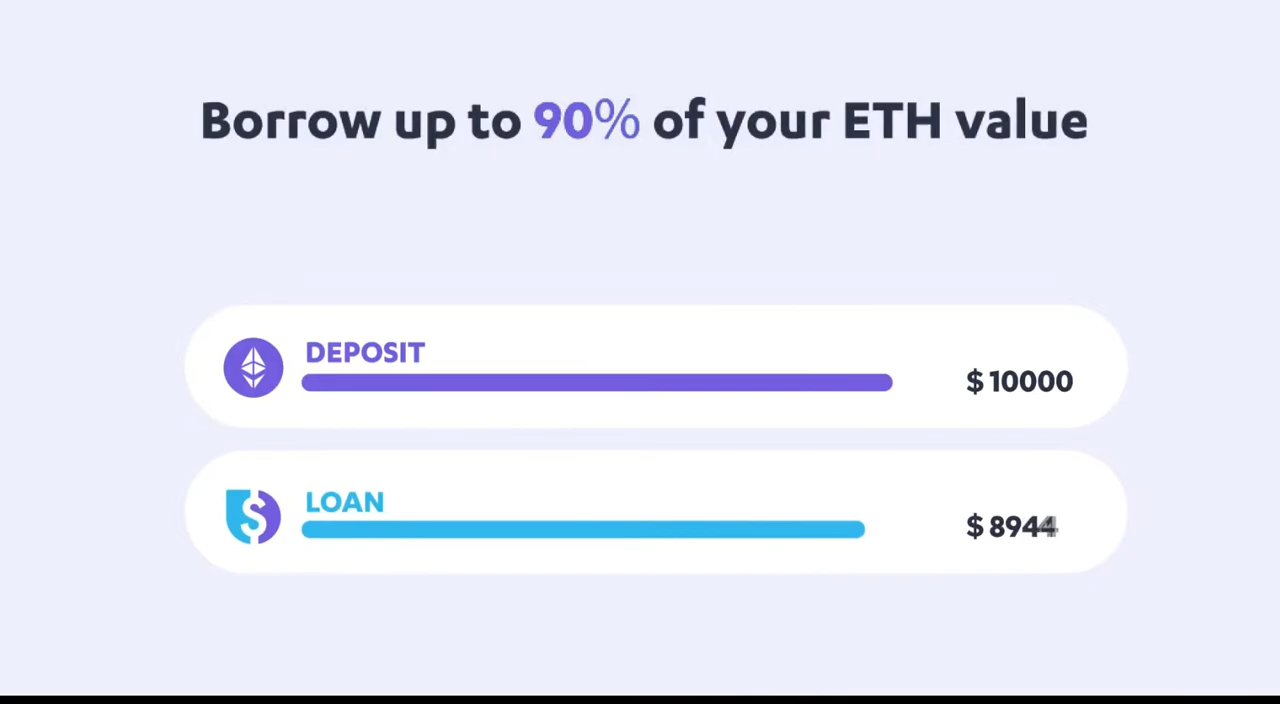 Borrow up to 90% of your ETH value
DEPOSIT
$ 10000
LOAN
$ 8944